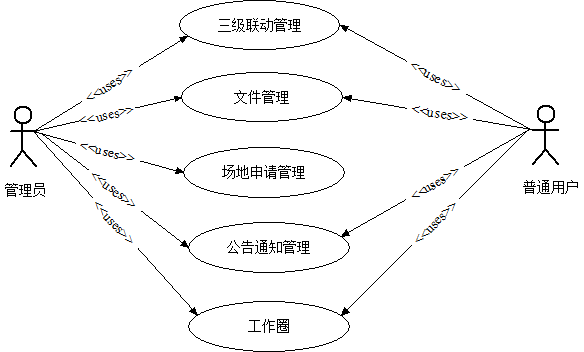 三级联动管理
<<uses>>
<<uses>>
文件管理
<<uses>>
<<uses>>
<<uses>>
场地申请管理
管理员
普通用户
<<uses>>
<<uses>>
<<uses>>
<<uses>>
公告通知管理
工作圈